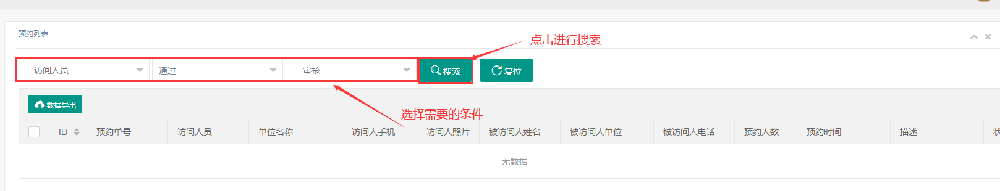 预约列表
点击进行搜索
—访问人员—
通过
-- 审核 --
搜索
复位
选择需要的条件
数据导出
ID
预约单号
访问人员
单位名称
访问人手机
访问人照片
被访问人姓名
被访问人单位
被访问人电话
预约人数
预约时间
描述
无数据